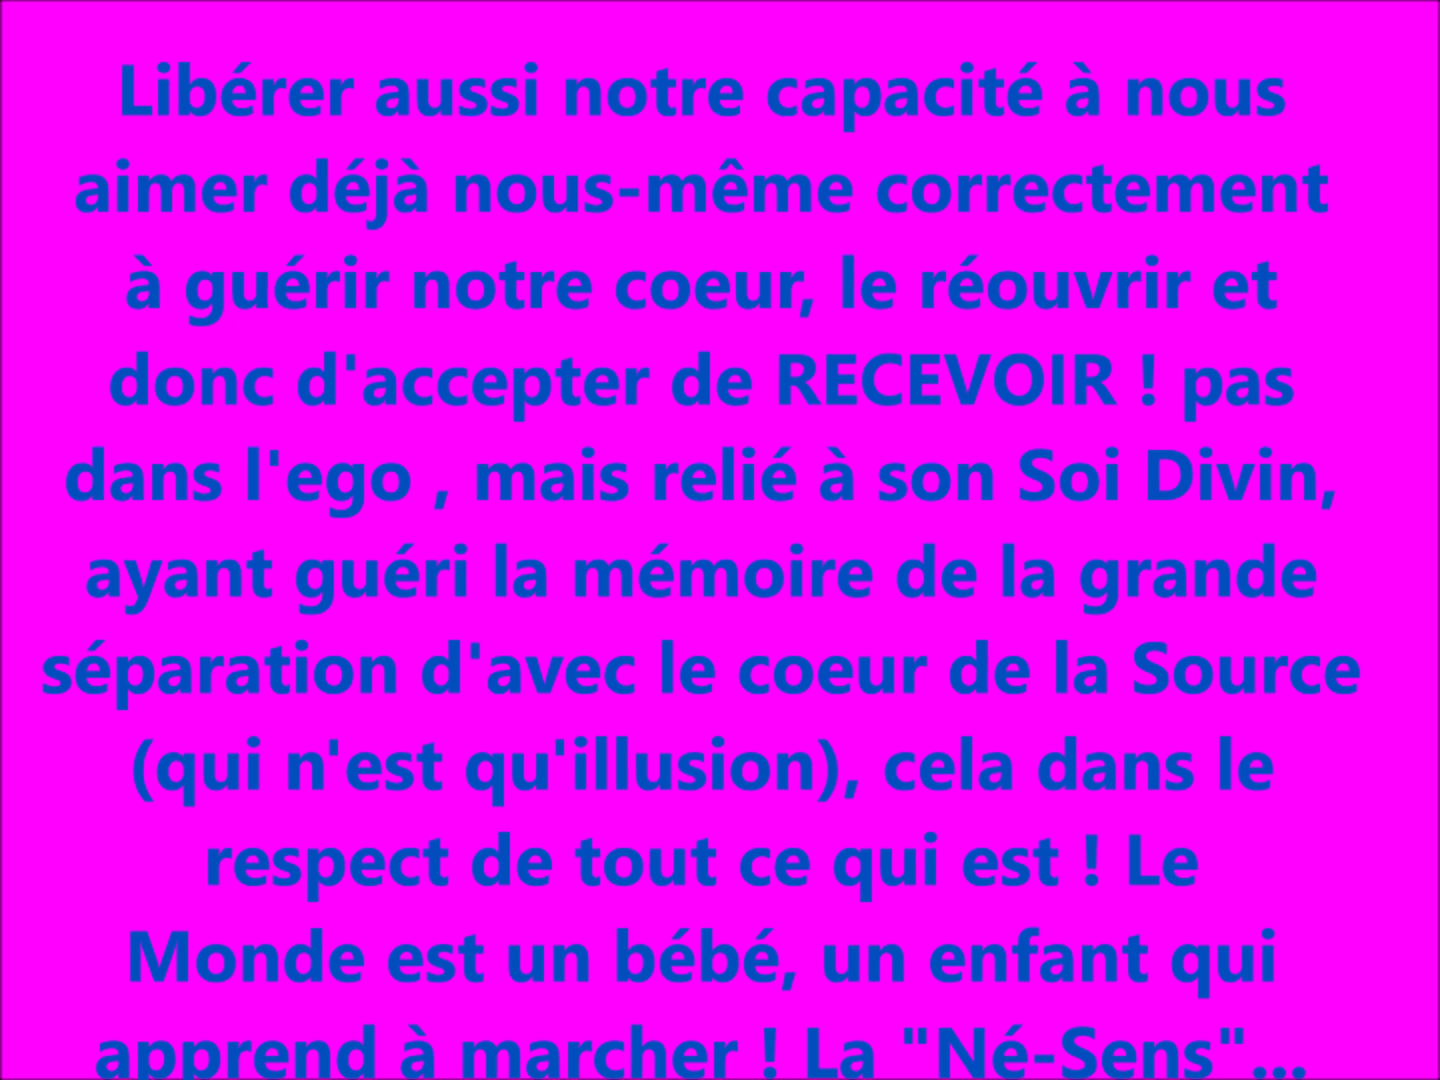 Libérer aussi notre capacité à nous
aimer déjà nous-même correctement
à guérir notre coeur, le réouvrir et
donc d'accepter de RECEVOIR ! pas
dans l'ego , mais relié à son Soi Divin,
ayant guéri la mémoire de la grande
séparation d'avec le coeur de la Source
(qui n'est qu'illusion), cela dans le
respect de tout ce qui est ! Le
Monde est un bébé, un enfant qui
apprend à marcher ! La "Né-Sens"...